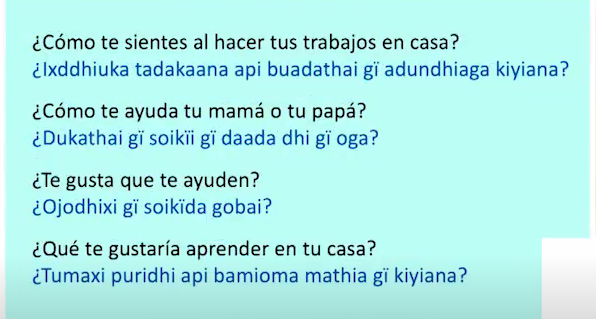 ¿Cómo te sientes al hacer tus trabajos en casa?
¿Ixddhiuka tadakaana api buadathai gï adundhiaga kiyiana?
¿Cómo te ayuda tu mamá o tu papá?
¿Dukathai gï soikïi gï daada dhi gï oga?
¿Te gusta que te ayuden?
¿Ojodhixi gï soikïda gobai?
¿Qué te gustaría aprender en tu casa?
¿Tumaxi puridhi api bamioma mathia gï kiyiana?